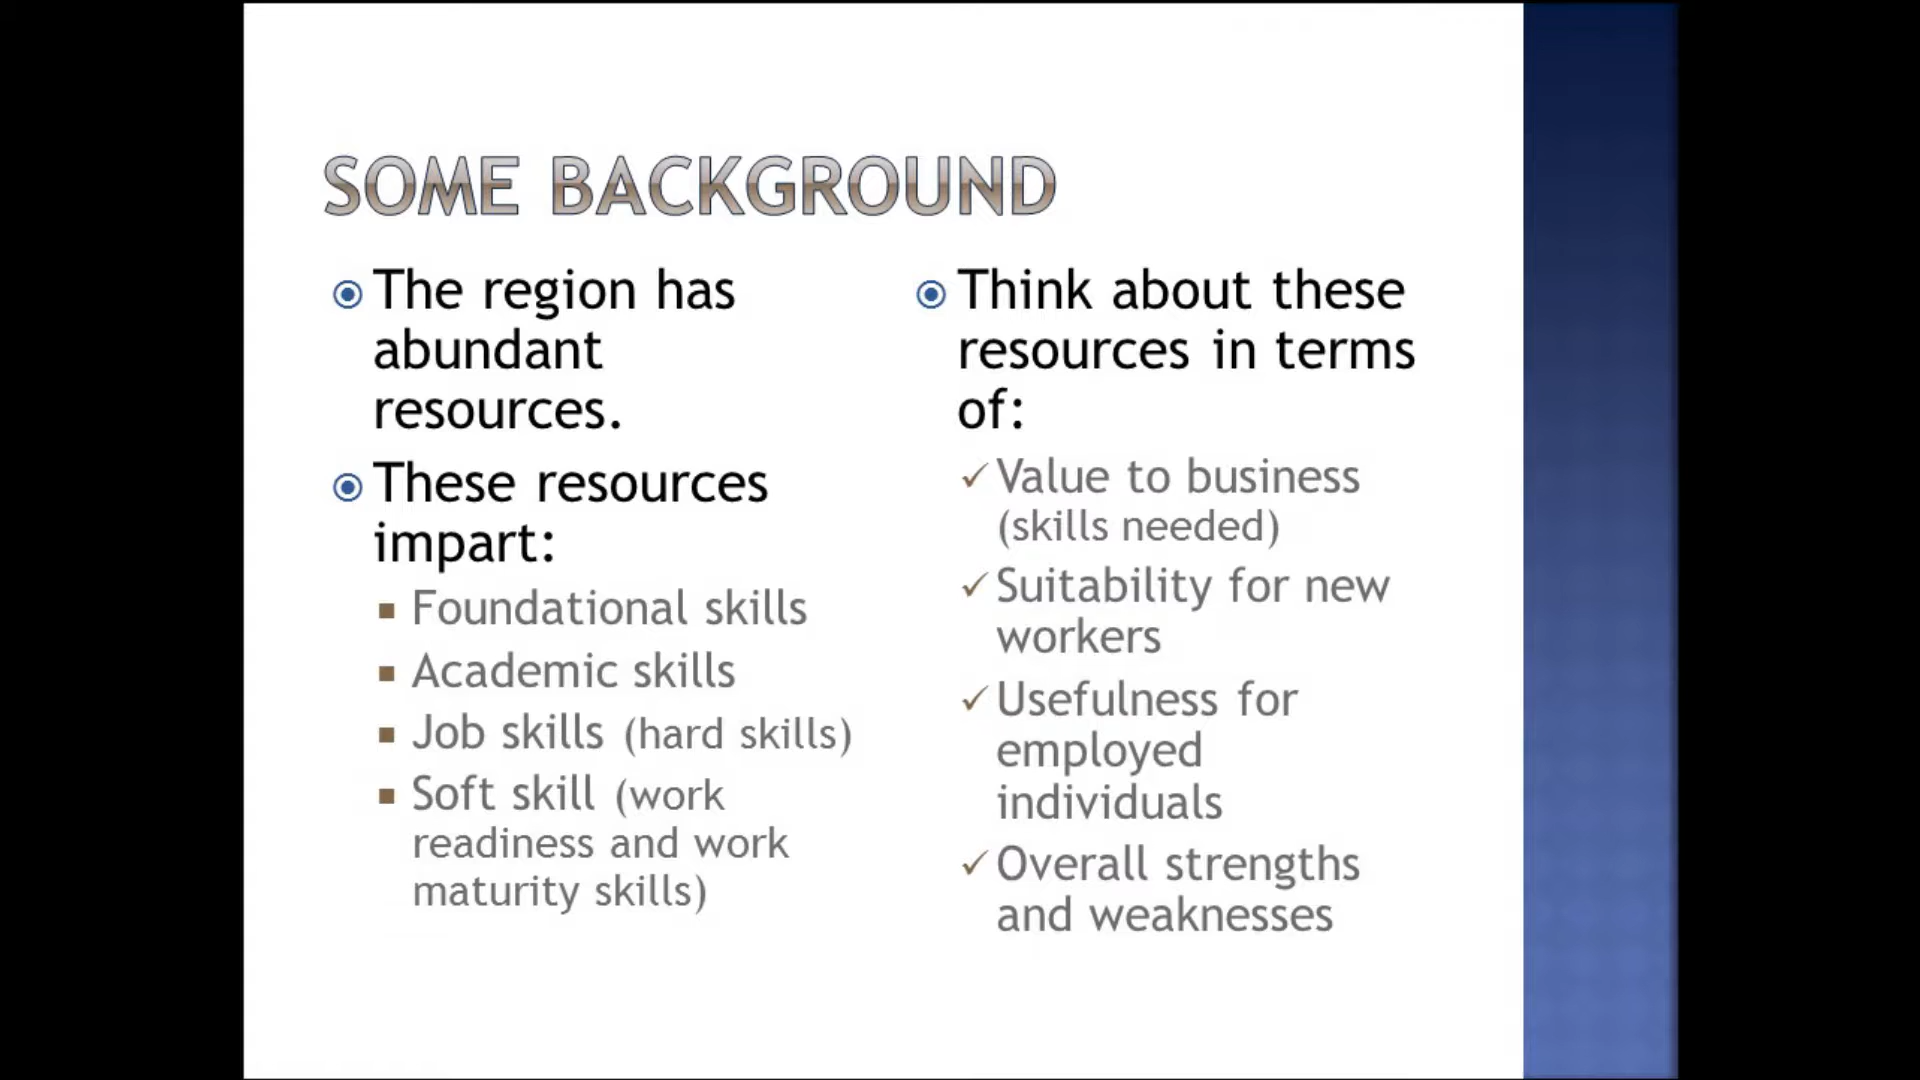 SOME BACKGROUND
The region has
abundant
resources.
These resources
impart:
Foundational skills
Academic skills
Job skills (hard skills)
Soft skill (work
readiness and work
maturity skills)
Think about these
resources in terms
of:
Value to business
(skills needed)
Suitability for new
workers
Usefulness for
employed
individuals
Overall strengths
and weaknesses